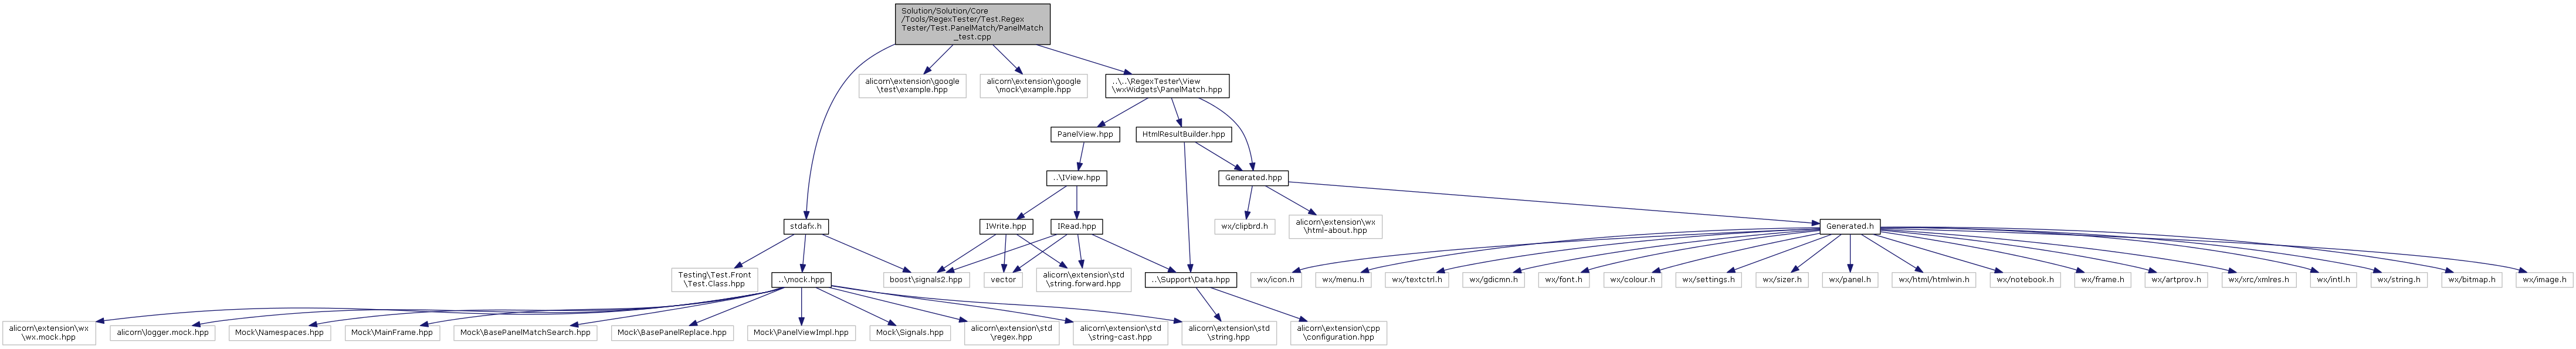 Solution/Solution/Core
/Tools/RegexTester/Test.Regex
Tester/Test.PanelMatch/PanelMatch
_test.cpp
alicorn\extension\google
\test\example.hpp
alicorn\extension\google
\mock\example.hpp
..\..\RegexTester\View
\wxWidgets\PanelMatch.hpp
PanelView.hpp
HtmlResultBuilder.hpp
..\IView.hpp
Generated.hpp
stdafx.h
IWrite.hpp
IRead.hpp
wx/clipbrd.h
alicorn\extension\wx
\html-about.hpp
Generated.h
Testing\Test.Front
\Test.Class.hpp
..\mock.hpp
boost\signals2.hpp
vector
alicorn\extension\std
\string.forward.hpp
..\Support\Data.hpp
wx/icon.h
wx/menu.h
wx/textctrl.h
wx/gdicmn.h
wx/font.h
wx/colour.h
wx/settings.h
wx/sizer.h
wx/panel.h
wx/html/htmlwin.h
wx/notebook.h
wx/frame.h
wx/artprov.h
wx/xrc/xmlres.h
wx/intl.h
wx/string.h
wx/bitmap.h
wx/image.h
alicorn\extension\wx
\wx.mock.hpp
alicorn\logger.mock.hpp
Mock\Namespaces.hpp
Mock\MainFrame.hpp
Mock\BasePanelMatchSearch.hpp
Mock\BasePanelReplace.hpp
Mock\PanelViewImpl.hpp
Mock\Signals.hpp
alicorn\extension\std
\regex.hpp
alicorn\extension\std
\string-cast.hpp
alicorn\extension\std
\string.hpp
alicorn\extension\cpp
\configuration.hpp